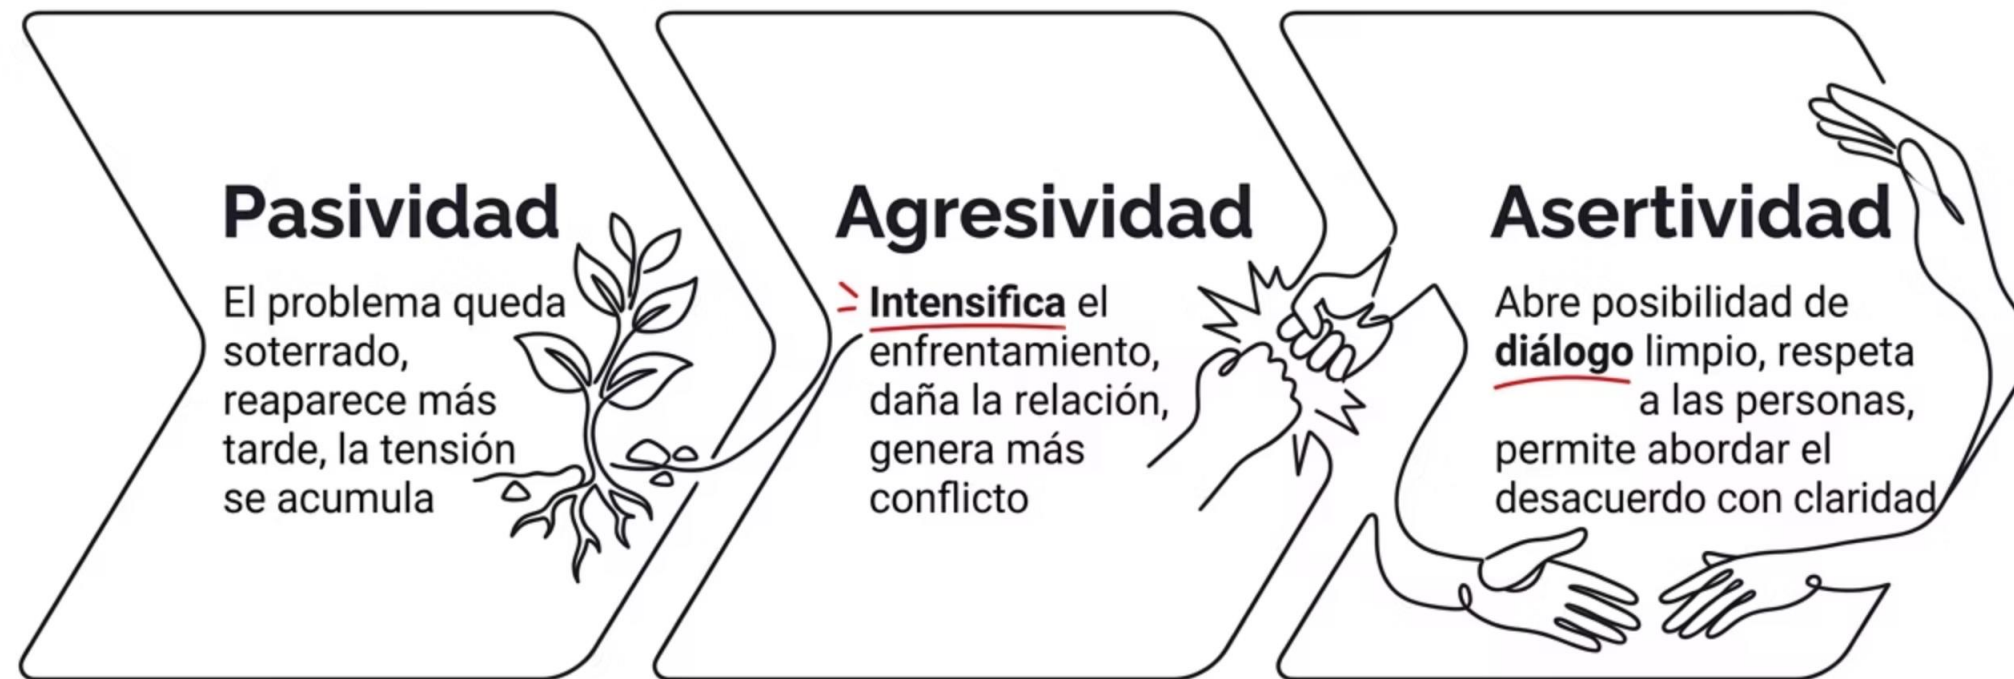 Pasividad
El problema queda
soterrado,
reaparece más
tarde, la tensión
se acumula
Agresividad
Intensifica el
enfrentamiento,
daña la relación,
genera más
conflicto
Asertividad
Abre posibilidad de
diálogo limpio, respeta
a las personas,
permite abordar el
desacuerdo con claridad